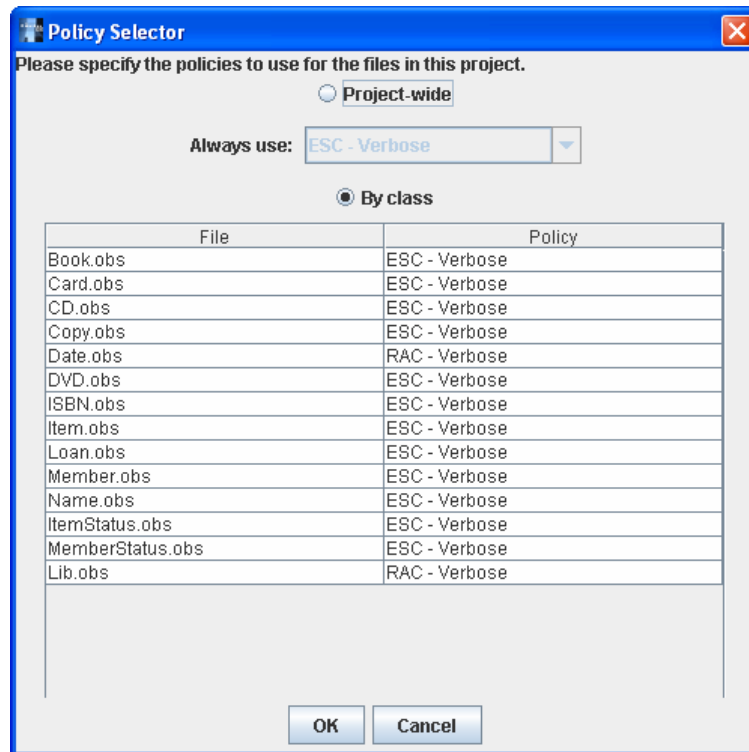 Policy Selector
Please specify the policies to use for the files in this project.
Project-wide
Always use: ESC - Verbose
By class
File Policy
Book.obs ESC - Verbose
Card.obs ESC - Verbose
CD.obs ESC - Verbose
Copy.obs ESC - Verbose
Date.obs RAC - Verbose
DVD.obs ESC - Verbose
ISBN.obs ESC - Verbose
Item.obs ESC - Verbose
Loan.obs ESC - Verbose
Member.obs ESC - Verbose
Name.obs ESC - Verbose
ItemStatus.obs ESC - Verbose
MemberStatus.obs ESC - Verbose
Lib.obs RAC - Verbose
OK Cancel